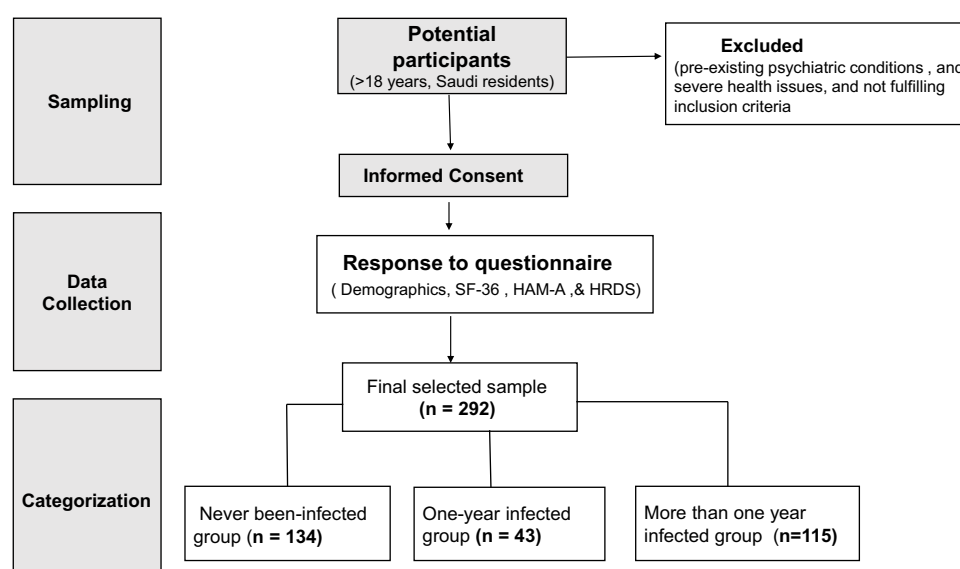 Sampling
Potential
participants
(>18 years, Saudi residents)
Excluded
(pre-existing psychiatric conditions , and
severe health issues, and not fulfilling
inclusion criteria
Informed Consent
Data
Collection
Response to questionnaire
( Demographics, SF-36 , HAM-A ,& HRDS)
Final selected sample
(n = 292)
Categorization
Never been-infected
group (n = 134)
One-year infected
group (n = 43)
More than one year
infected group (n=115)